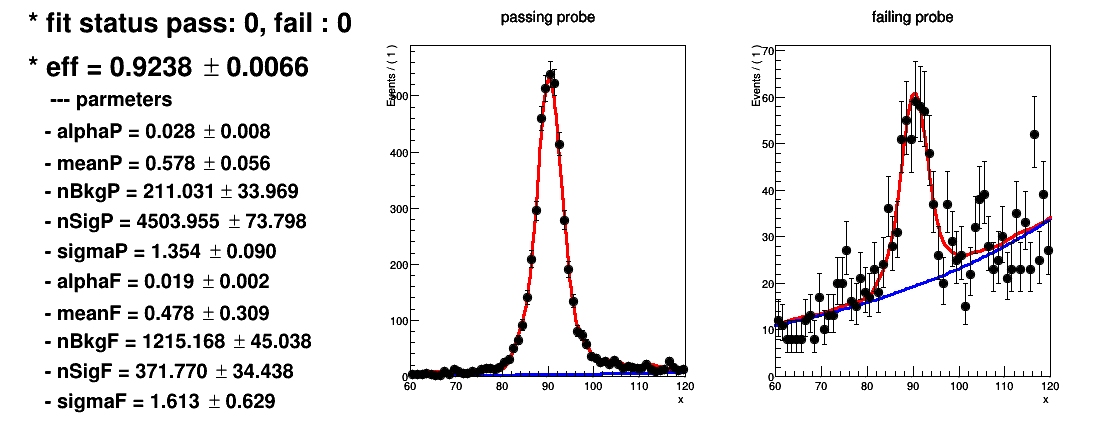 * fit status pass: 0, fail : 0
* eff = 0.9238 ± 0.0066
--- parmeters
- alphaP = 0.028 ± 0.008
- meanP = 0.578 ± 0.056
- nBkgP = 211.031 ± 33.969
- nSigP = 4503.955 ± 73.798
- sigmaP = 1.354 ± 0.090
- alphaF = 0.019 ± 0.002
- meanF = 0.478 ± 0.309
- nBkgF = 1215.168 ± 45.038
- nSigF = 371.770 ± 34.438
- sigmaF = 1.613 ± 0.629
passing probe
Events / ( 1 )
500
400
300
200
100
0
60 70 80 90 100 110 120
x
failing probe
Events / ( 1 )
70
60
50
40
30
20
10
0
60 70 80 90 100 110 120
x